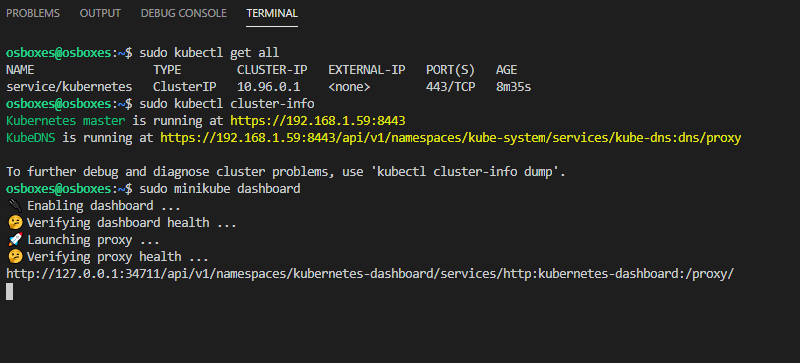 PROBLEMS OUTPUT DEBUG CONSOLE TERMINAL
osboxes@osboxes:~$ sudo kubectl get all
NAME TYPE CLUSTER-IP EXTERNAL-IP PORT(S) AGE
service/kubernetes ClusterIP 10.96.0.1 <none> 443/TCP 8m35s
osboxes@osboxes:~$ sudo kubectl cluster-info
Kubernetes master is running at https://192.168.1.59:8443
KubeDNS is running at https://192.168.1.59:8443/api/v1/namespaces/kube-system/services/kube-dns:dns/proxy
To further debug and diagnose cluster problems, use 'kubectl cluster-info dump'.
osboxes@osboxes:~$ sudo minikube dashboard
🔌 Enabling dashboard ...
🤔 Verifying dashboard health ...
🚀 Launching proxy ...
🤔 Verifying proxy health ...
http://127.0.0.1:34711/api/v1/namespaces/kubernetes-dashboard/services/http:kubernetes-dashboard:/proxy/